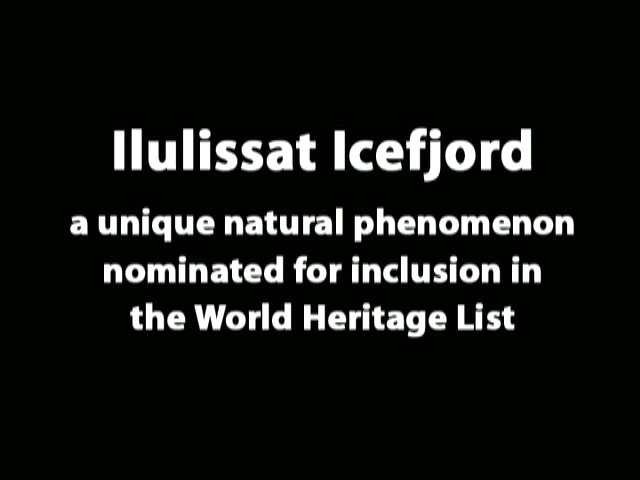 Ilulissat Icefjord
a unique natural phenomenon
nominated for inclusion in
the World Heritage List